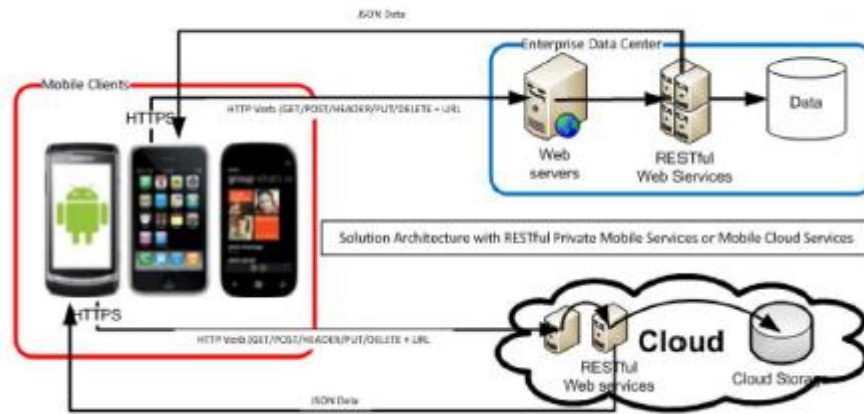 JSON Data
Enterprise Data Center
Mobile Clients
HTTPS
HTTP Verbs (GET/POST/HEADER/PUT/DELETE + URL
Data
Web
servers
RESTful
Web Services
Solution Architecture with RESTful Private Mobile Services or Mobile Cloud Services
HTTPS
HTTP Verbs (GET/POST/HEADER/PUT/DELETE + URL
Cloud
RESTful
Web services
Cloud Storage
JSON Data